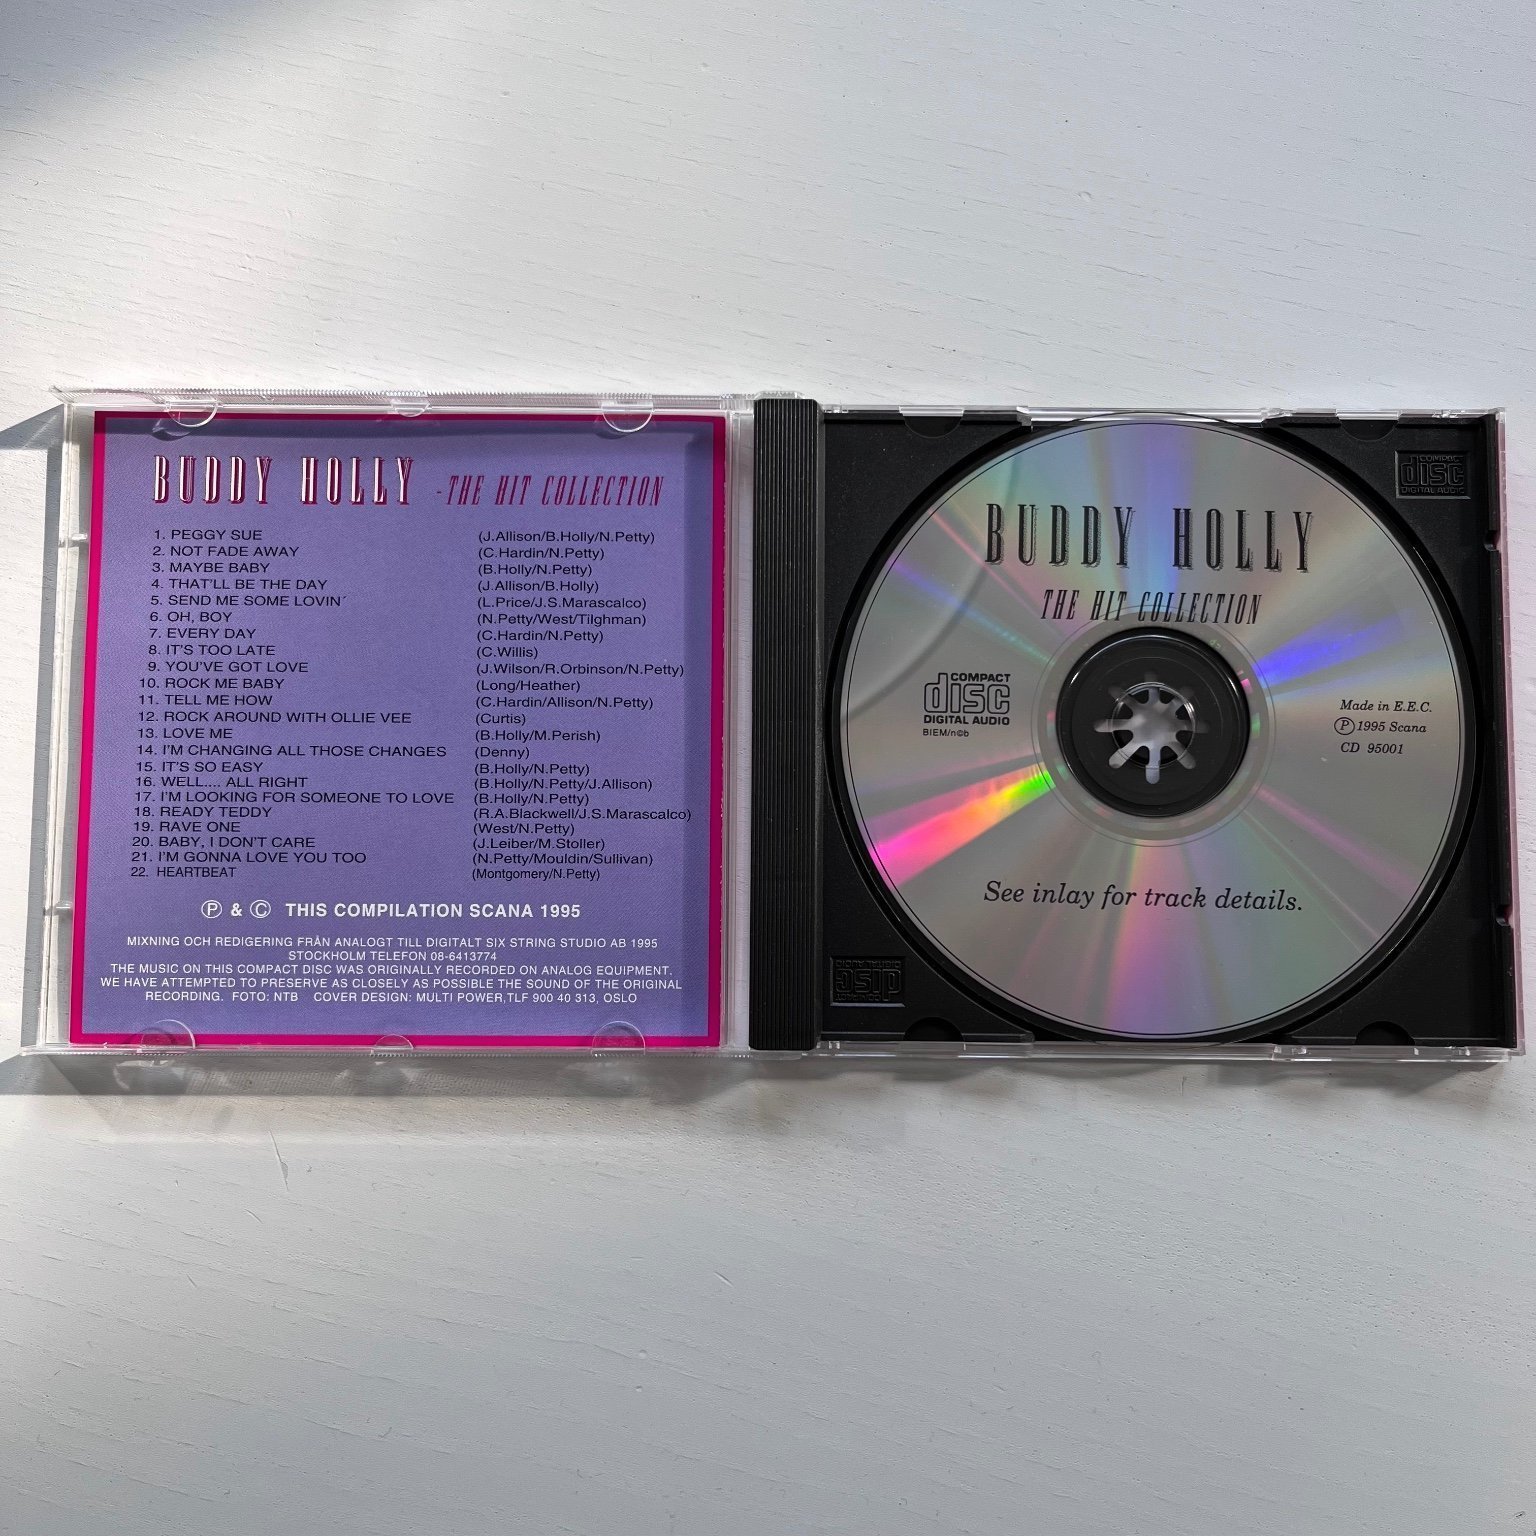 BUDDY HOLLY - THE HIT COLLECTION
1. PEGGY SUE (J.Allison/B.Holly/N.Petty)
2. NOT FADE AWAY (C.Hardin/N.Petty)
3. MAYBE BABY (B.Holly/N.Petty)
4. THAT'LL BE THE DAY (J.Allison/B.Holly)
5. SEND ME SOME LOVIN´ (L.Price/J.S.Marascalco)
6. OH, BOY (N.Petty/West/Tilghman)
7. EVERY DAY (C.Hardin/N.Petty)
8. IT'S TOO LATE (C.Willis)
9. YOU'VE GOT LOVE (J.Wilson/R.Orbinson/N.Petty)
10. ROCK ME BABY (Long/Heather)
11. TELL ME HOW (C.Hardin/Allison/N.Petty)
12. ROCK AROUND WITH OLLIE VEE (Curtis)
13. LOVE ME (B.Holly/M.Perish)
14. I'M CHANGING ALL THOSE CHANGES (Denny)
15. IT'S SO EASY (B.Holly/N.Petty)
16. WELL.... ALL RIGHT (B.Holly/N.Petty/J.Allison)
17. I'M LOOKING FOR SOMEONE TO LOVE (B.Holly/N.Petty)
18. READY TEDDY (R.A.Blackwell/J.S.Marascalco)
19. RAVE ONE (West/N.Petty)
20. BABY, I DON'T CARE (J.Leiber/M.Stoller)
21. I'M GONNA LOVE YOU TOO (N.Petty/Mouldin/Sullivan)
22. HEARTBEAT (Montgomery/N.Petty)
Ⓟ & Ⓒ THIS COMPILATION SCANA 1995
MIXNING OCH REDIGERING FRÅN ANALOGT TILL DIGITALT SIX STRING STUDIO AB 1995
STOCKHOLM TELEFON 08-6413774
THE MUSIC ON THIS COMPACT DISC WAS ORIGINALLY RECORDED ON ANALOG EQUIPMENT.
WE HAVE ATTEMPTED TO PRESERVE AS CLOSELY AS POSSIBLE THE SOUND OF THE ORIGINAL
RECORDING. FOTO: NTB COVER DESIGN: MULTI POWER,TLF 900 40 313, OSLO
BUDDY HOLLY
THE HIT COLLECTION
COMPACT
disc
DIGITAL AUDIO
BIEM/n©b
Made in E.E.C.
Ⓟ 1995 Scana
CD 95001
See inlay for track details.
COMPACT
disc
DIGITAL AUDIO
COMPACT
disc
DIGITAL AUDIO